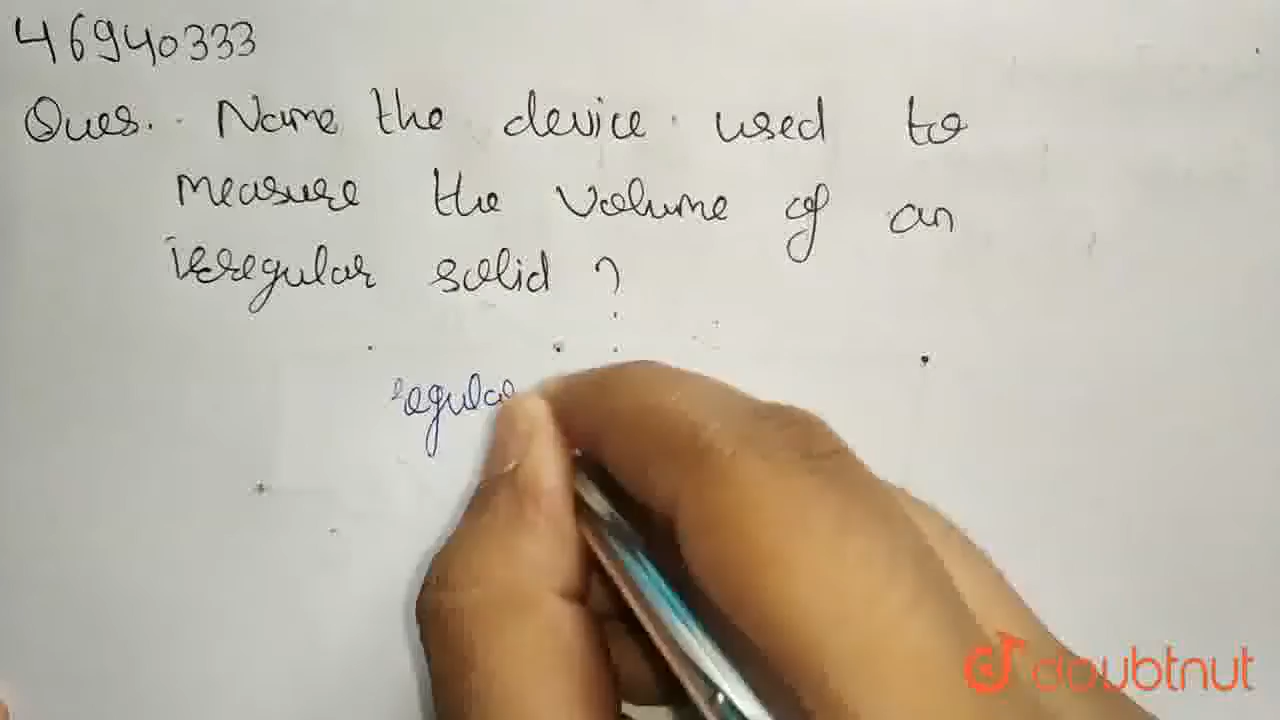 46940333
Ques. Name the device used to
measure the volume of an
irregular solid ?
regular
doubtnut